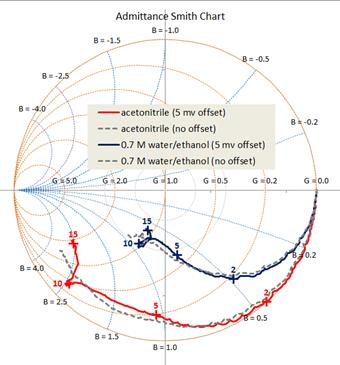 Admittance Smith Chart
B = -1.0
B = -1.5
B = -0.5
B = -2.5
B = -4.0
B = -0.2
acetonitrile (5 mv offset)
acetonitrile (no offset)
0.7 M water/ethanol (5 mv offset)
0.7 M water/ethanol (no offset)
G = 5.0 G = 2.0 G = 1.0 G = 0.5 G = 0.2 G = 0.0
15
15
10
5
B = 0.2
B = 4.0
2
10
B = 2.5
2
5
B = 0.5
B = 1.5
B = 1.0